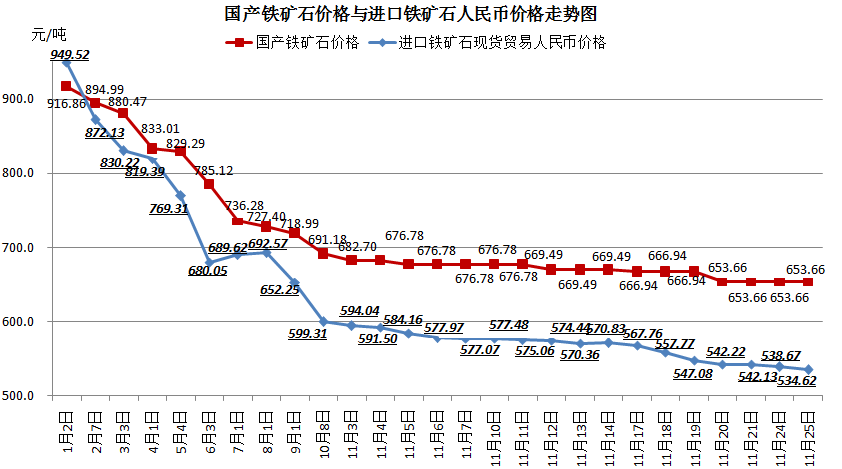 国产铁矿石价格与进口铁矿石人民币价格走势图
元/吨
国产铁矿石价格 进口铁矿石现货贸易人民币价格
949.52
916.86 894.99 880.47 833.01 829.29 785.12 736.28 727.40 718.99 691.18 682.70 676.78 676.78 676.78 676.78 676.78 669.49 669.49 669.49 666.94 666.94 666.94 653.66 653.66 653.66 653.66
872.13 830.22 819.39 769.31 680.05 689.62 692.57 652.25 599.31 594.04 591.50 584.16 577.97 577.07 577.48 575.06 574.44 570.36 570.83 567.76 557.77 547.08 542.22 542.13 538.67 534.62
900.0
800.0
700.0
600.0
500.0
1月2日 2月7日 3月3日 4月1日 5月4日 6月3日 7月1日 8月1日 9月1日 10月8日 11月3日 11月4日 11月5日 11月6日 11月7日 11月10日 11月11日 11月12日 11月13日 11月14日 11月17日 11月18日 11月19日 11月20日 11月21日 11月24日 11月25日